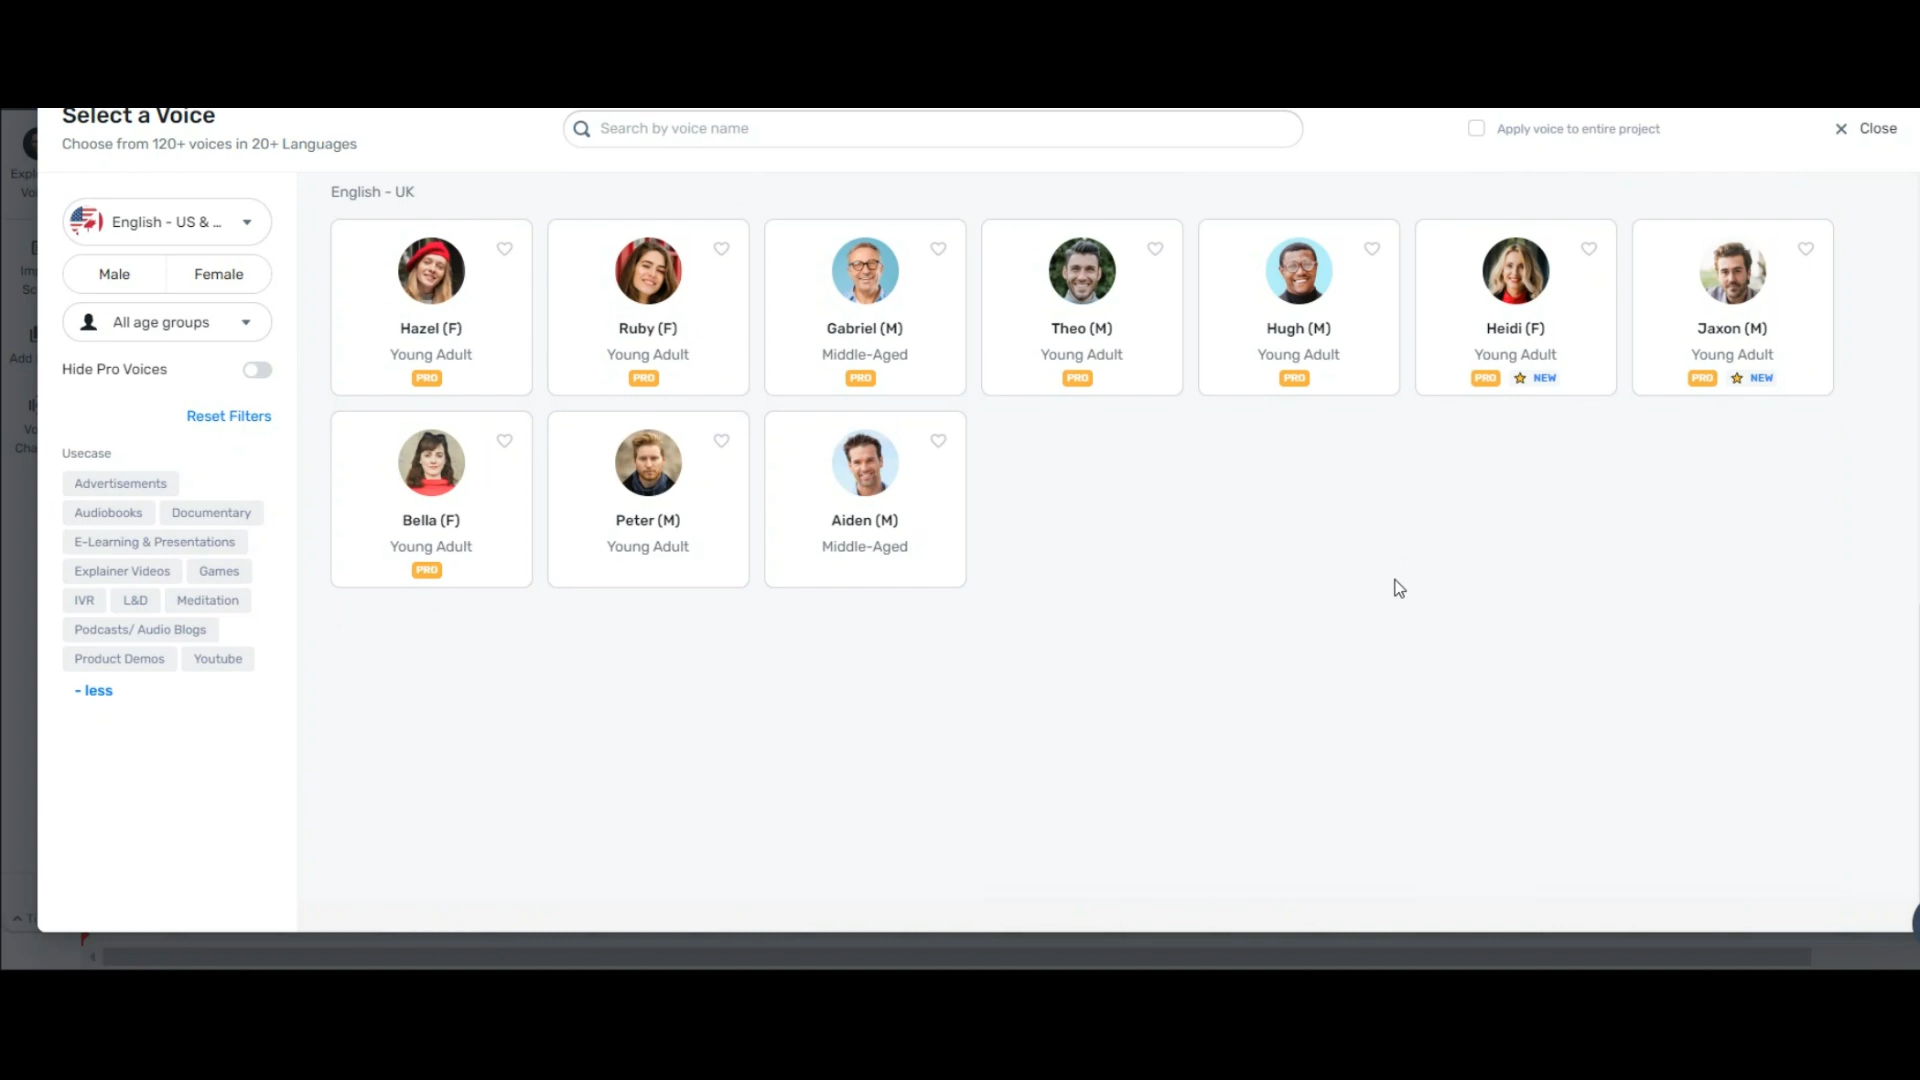 Select a Voice
Choose from 120+ voices in 20+ Languages
Search by voice name
Apply voice to entire project
Close
English - US & ...
Male
Female
All age groups
Hide Pro Voices
Reset Filters
Usecase
Advertisements
Audiobooks
Documentary
E-Learning & Presentations
Explainer Videos
Games
IVR
L&D
Meditation
Podcasts/ Audio Blogs
Product Demos
Youtube
- less
English - UK
Hazel (F)
Young Adult
PRO
Ruby (F)
Young Adult
PRO
Gabriel (M)
Middle-Aged
PRO
Theo (M)
Young Adult
PRO
Hugh (M)
Young Adult
PRO
Heidi (F)
Young Adult
PRO
NEW
Jaxon (M)
Young Adult
PRO
NEW
Bella (F)
Young Adult
PRO
Peter (M)
Young Adult
Aiden (M)
Middle-Aged